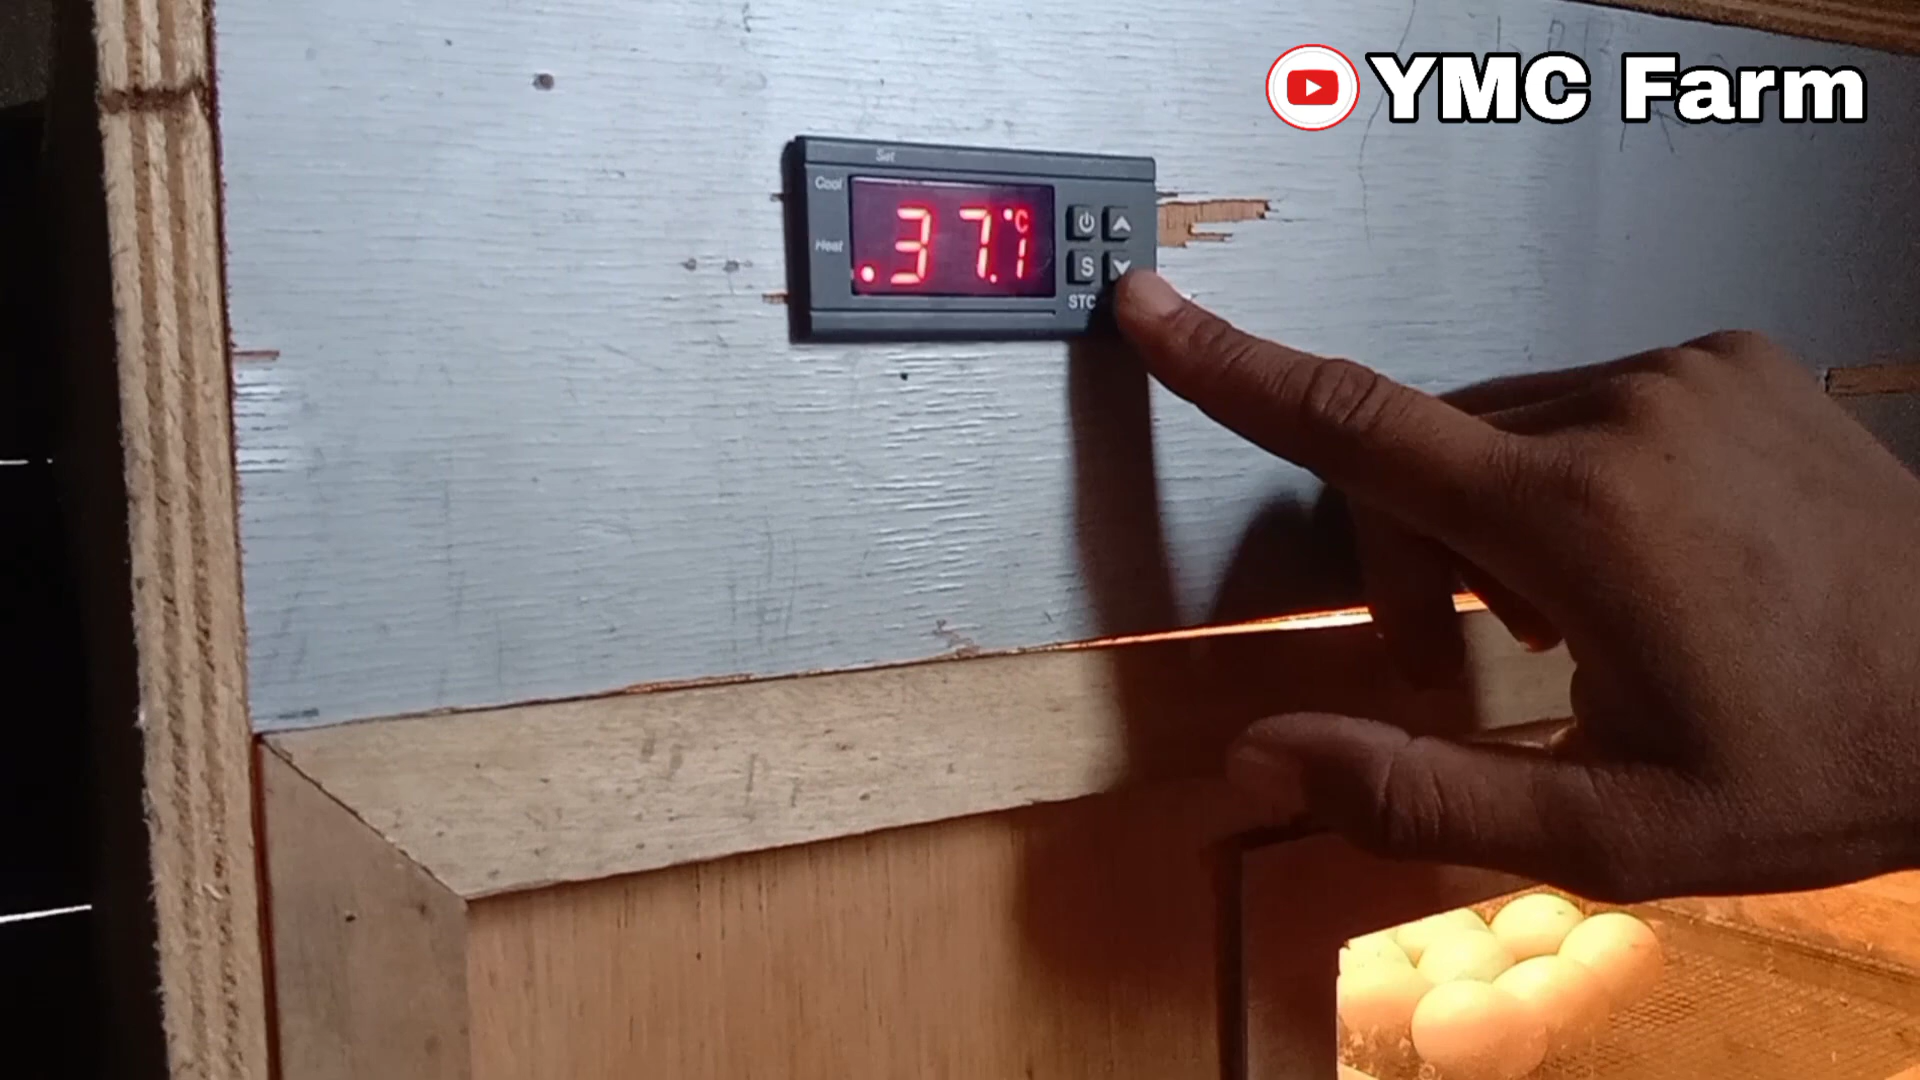 YMC Farm
Set
Cool
Heat
.37.1°C
S
STC